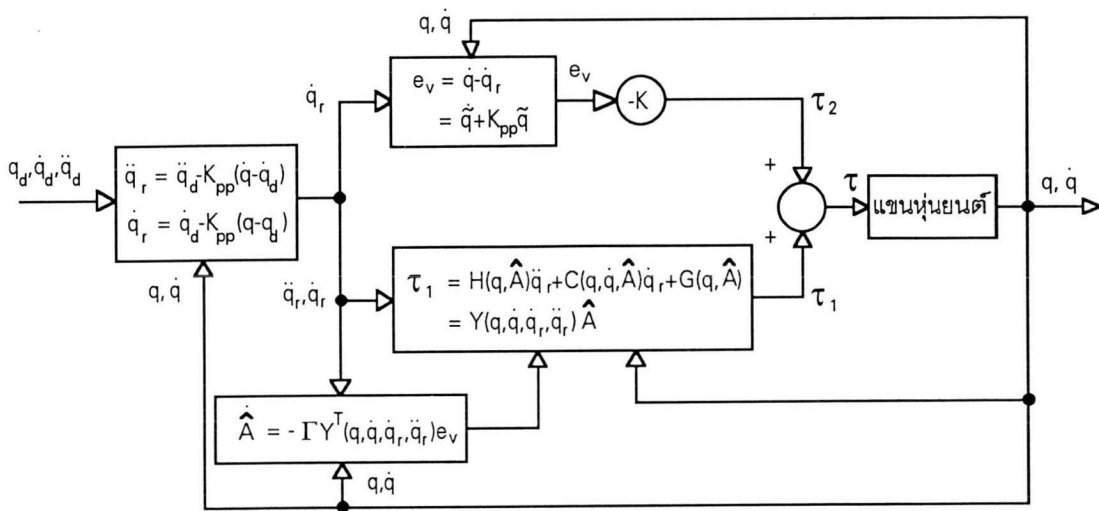 q, q̇
e_v = q̇-q̇_r
= q̃̇+K_pp q̃
e_v
-K
τ_2
q̇_r
q_d,q̇_d,q̈_d
q̈_r = q̈_d-K_pp(q̇-q̇_d)
q̇_r = q̇_d-K_pp(q-q_d)
q, q̇
+
+
τ
แขนหุ่นยนต์
q, q̇
q̈_r,q̇_r
τ_1 = H(q,Â)q̈_r+C(q,q̇,Â)q̇_r+G(q,Â)
= Y(q,q̇,q̇_r,q̈_r)Â
τ_1
Â̇ = - ΓY^T(q,q̇,q̇_r,q̈_r)e_v
q,q̇